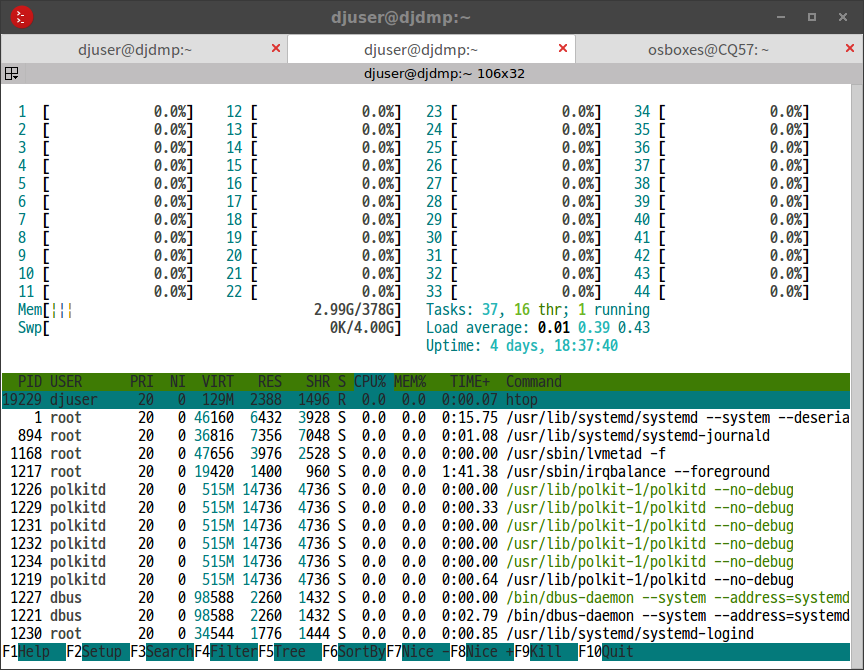 djuser@djdmp:~
djuser@djdmp:~ × djuser@djdmp:~ × osboxes@CQ57: ~ ×
djuser@djdmp:~ 106x32
1 [ 0.0%] 12 [ 0.0%] 23 [ 0.0%] 34 [ 0.0%]
2 [ 0.0%] 13 [ 0.0%] 24 [ 0.0%] 35 [ 0.0%]
3 [ 0.0%] 14 [ 0.0%] 25 [ 0.0%] 36 [ 0.0%]
4 [ 0.0%] 15 [ 0.0%] 26 [ 0.0%] 37 [ 0.0%]
5 [ 0.0%] 16 [ 0.0%] 27 [ 0.0%] 38 [ 0.0%]
6 [ 0.0%] 17 [ 0.0%] 28 [ 0.0%] 39 [ 0.0%]
7 [ 0.0%] 18 [ 0.0%] 29 [ 0.0%] 40 [ 0.0%]
8 [ 0.0%] 19 [ 0.0%] 30 [ 0.0%] 41 [ 0.0%]
9 [ 0.0%] 20 [ 0.0%] 31 [ 0.0%] 42 [ 0.0%]
10 [ 0.0%] 21 [ 0.0%] 32 [ 0.0%] 43 [ 0.0%]
11 [ 0.0%] 22 [ 0.0%] 33 [ 0.0%] 44 [ 0.0%]
Mem[||| 2.99G/378G] Tasks: 37, 16 thr; 1 running
Swp[ 0K/4.00G] Load average: 0.01 0.39 0.43
Uptime: 4 days, 18:37:40
PID USER PRI NI VIRT RES SHR S CPU% MEM% TIME+ Command
19229 djuser 20 0 129M 2388 1496 R 0.0 0.0 0:00.07 htop
1 root 20 0 46160 6432 3928 S 0.0 0.0 0:15.75 /usr/lib/systemd/systemd --system --deseria
894 root 20 0 36816 7356 7048 S 0.0 0.0 0:01.08 /usr/lib/systemd/systemd-journald
1168 root 20 0 47656 3976 2528 S 0.0 0.0 0:00.00 /usr/sbin/lvmetad -f
1217 root 20 0 19420 1400 960 S 0.0 0.0 1:41.38 /usr/sbin/irqbalance --foreground
1226 polkitd 20 0 515M 14736 4736 S 0.0 0.0 0:00.00 /usr/lib/polkit-1/polkitd --no-debug
1229 polkitd 20 0 515M 14736 4736 S 0.0 0.0 0:00.33 /usr/lib/polkit-1/polkitd --no-debug
1231 polkitd 20 0 515M 14736 4736 S 0.0 0.0 0:00.00 /usr/lib/polkit-1/polkitd --no-debug
1232 polkitd 20 0 515M 14736 4736 S 0.0 0.0 0:00.00 /usr/lib/polkit-1/polkitd --no-debug
1234 polkitd 20 0 515M 14736 4736 S 0.0 0.0 0:00.00 /usr/lib/polkit-1/polkitd --no-debug
1219 polkitd 20 0 515M 14736 4736 S 0.0 0.0 0:00.64 /usr/lib/polkit-1/polkitd --no-debug
1227 dbus 20 0 98588 2260 1432 S 0.0 0.0 0:00.00 /bin/dbus-daemon --system --address=systemd
1221 dbus 20 0 98588 2260 1432 S 0.0 0.0 0:02.79 /bin/dbus-daemon --system --address=systemd
1230 root 20 0 34544 1776 1444 S 0.0 0.0 0:00.85 /usr/lib/systemd/systemd-logind
F1Help F2Setup F3SearchF4FilterF5Tree F6SortByF7Nice -F8Nice +F9Kill F10Quit